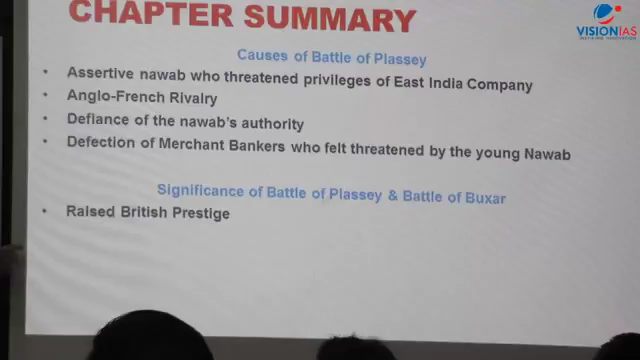 CHAPTER SUMMARY
VISIONIAS
INSPIRING INNOVATION
Causes of Battle of Plassey
• Assertive nawab who threatened privileges of East India Company
• Anglo-French Rivalry
• Defiance of the nawab's authority
• Defection of Merchant Bankers who felt threatened by the young Nawab
Significance of Battle of Plassey & Battle of Buxar
• Raised British Prestige